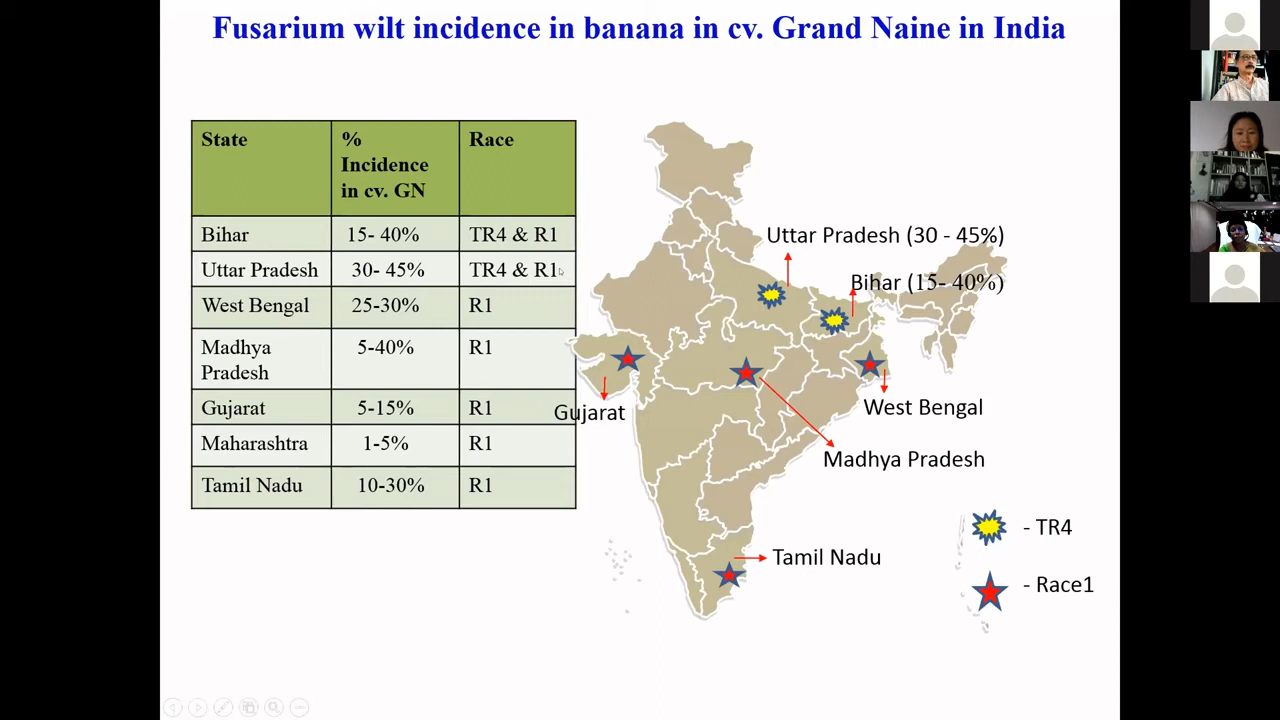 Fusarium wilt incidence in banana in cv. Grand Naine in India
State
%
Incidence
in cv. GN
Race
Bihar
15- 40%
TR4 & R1
Uttar Pradesh
30- 45%
TR4 & R1
West Bengal
25-30%
R1
Madhya
Pradesh
5-40%
R1
Gujarat
5-15%
R1
Maharashtra
1-5%
R1
Tamil Nadu
10-30%
R1
Uttar Pradesh (30 - 45%)
Bihar (15- 40%)
Gujarat
West Bengal
Madhya Pradesh
Tamil Nadu
- TR4
- Race1